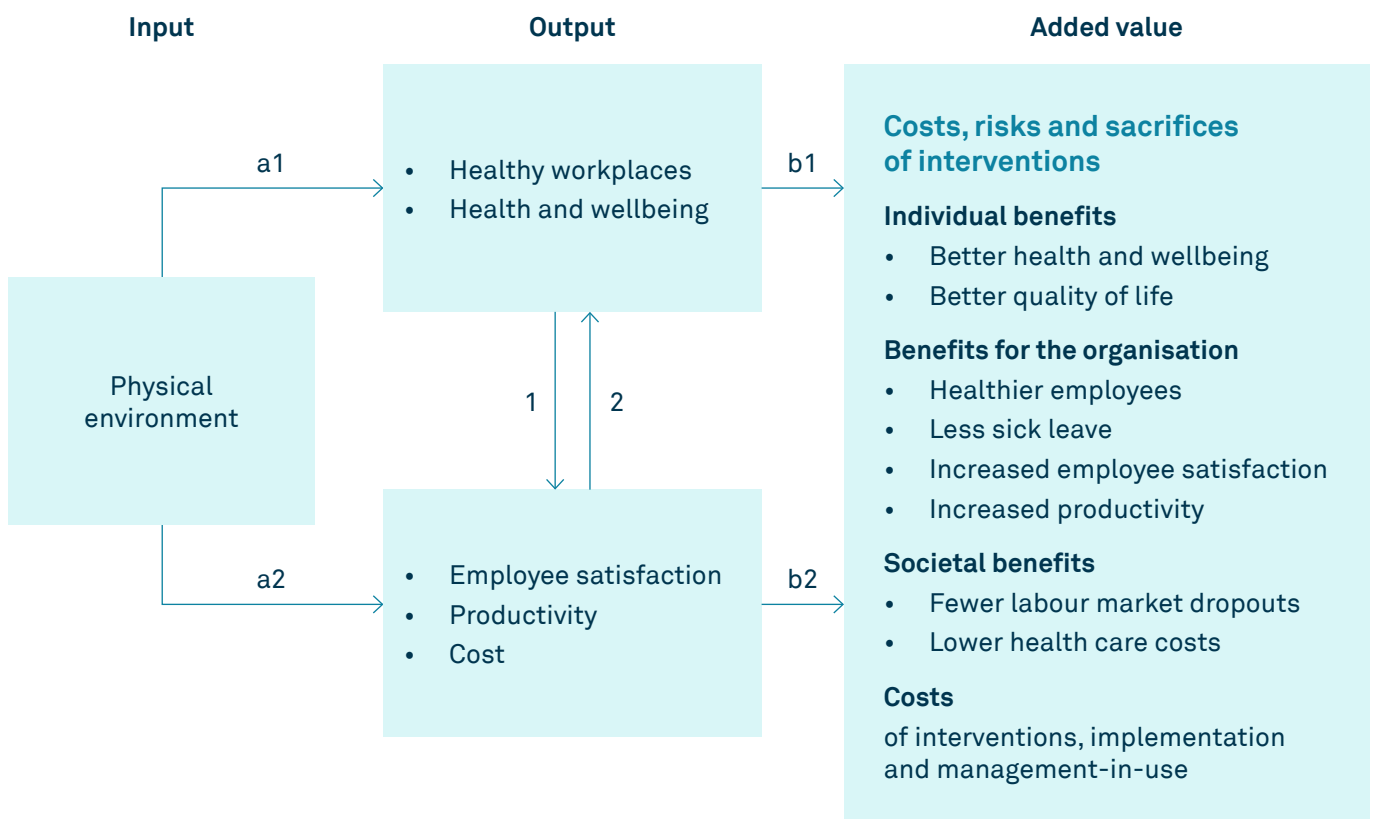 Input
Output
Added value
a1
• Healthy workplaces
• Health and wellbeing
b1
Physical
environment
1
2
a2
• Employee satisfaction
• Productivity
• Cost
b2
Costs, risks and sacrifices
of interventions
Individual benefits
• Better health and wellbeing
• Better quality of life
Benefits for the organisation
• Healthier employees
• Less sick leave
• Increased employee satisfaction
• Increased productivity
Societal benefits
• Fewer labour market dropouts
• Lower health care costs
Costs
of interventions, implementation
and management-in-use